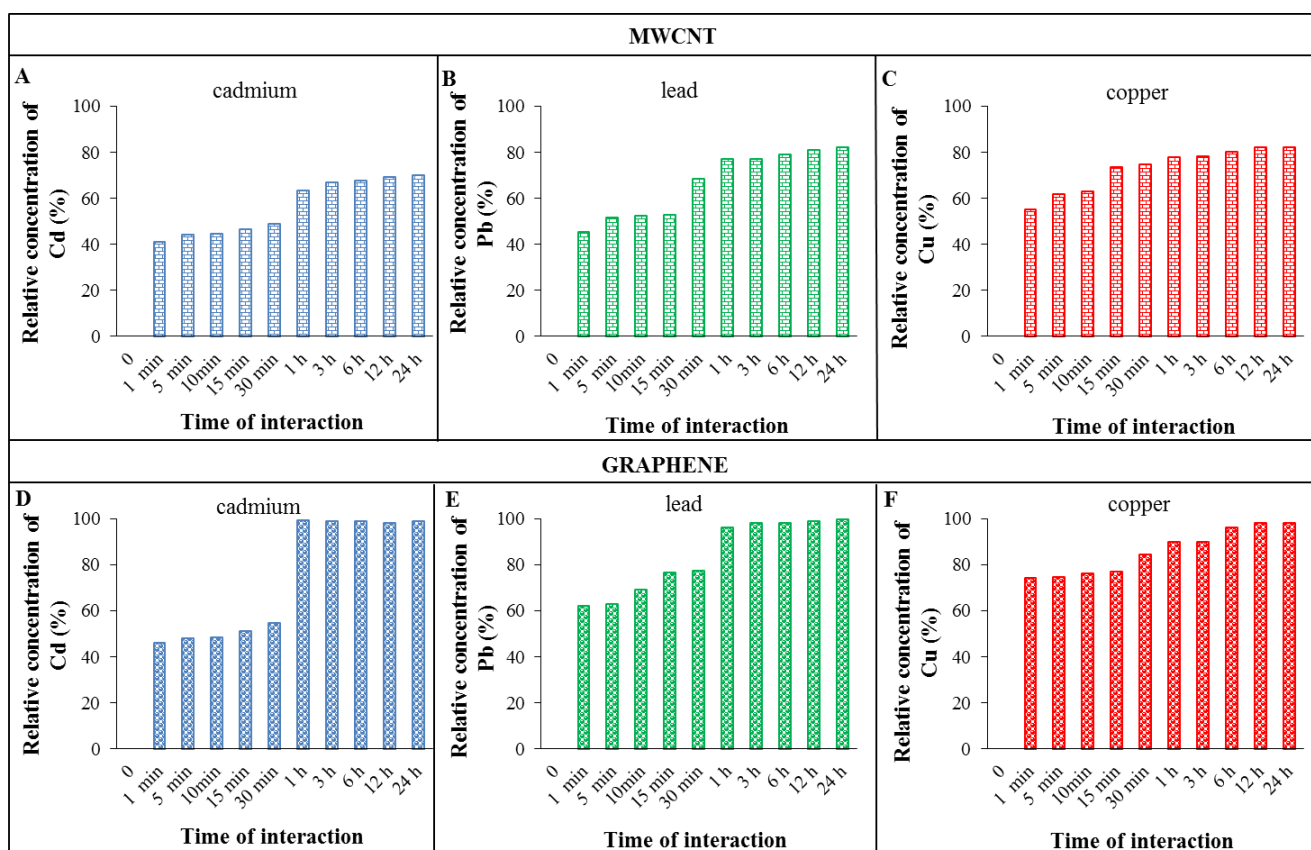 MWCNT
A
cadmium
Relative concentration of
Cd (%)
100
80
60
40
20
0
0
1 min
5 min
10min
15 min
30 min
1 h
3 h
6 h
12 h
24 h
Time of interaction
B
lead
Relative concentration of
Pb (%)
100
80
60
40
20
0
0
1 min
5 min
10min
15 min
30 min
1 h
3 h
6 h
12 h
24 h
Time of interaction
C
copper
Relative concentration of
Cu (%)
100
80
60
40
20
0
0
1 min
5 min
10min
15 min
30 min
1 h
3 h
6 h
12 h
24 h
Time of interaction
GRAPHENE
D
cadmium
Relative concentration of
Cd (%)
100
80
60
40
20
0
0
1 min
5 min
10min
15 min
30 min
1 h
3 h
6 h
12 h
24 h
Time of interaction
E
lead
Relative concentration of
Pb (%)
100
80
60
40
20
0
0
1 min
5 min
10min
15 min
30 min
1 h
3 h
6 h
12 h
24 h
Time of interaction
F
copper
Relative concentration of
Cu (%)
100
80
60
40
20
0
0
1 min
5 min
10min
15 min
30 min
1 h
3 h
6 h
12 h
24 h
Time of interaction